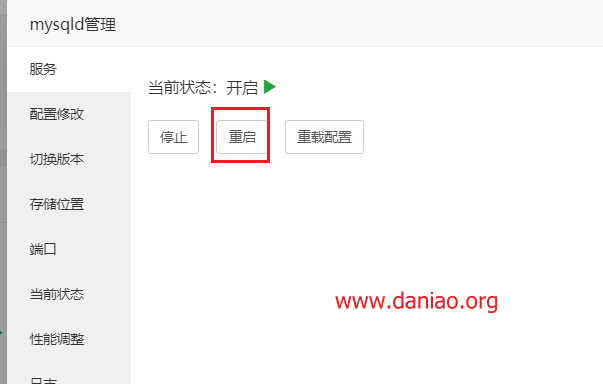 mysqld管理
服务
配置修改
切换版本
存储位置
端口
当前状态
性能调整
日志
当前状态：开启
停止
重启
重载配置
www.daniao.org